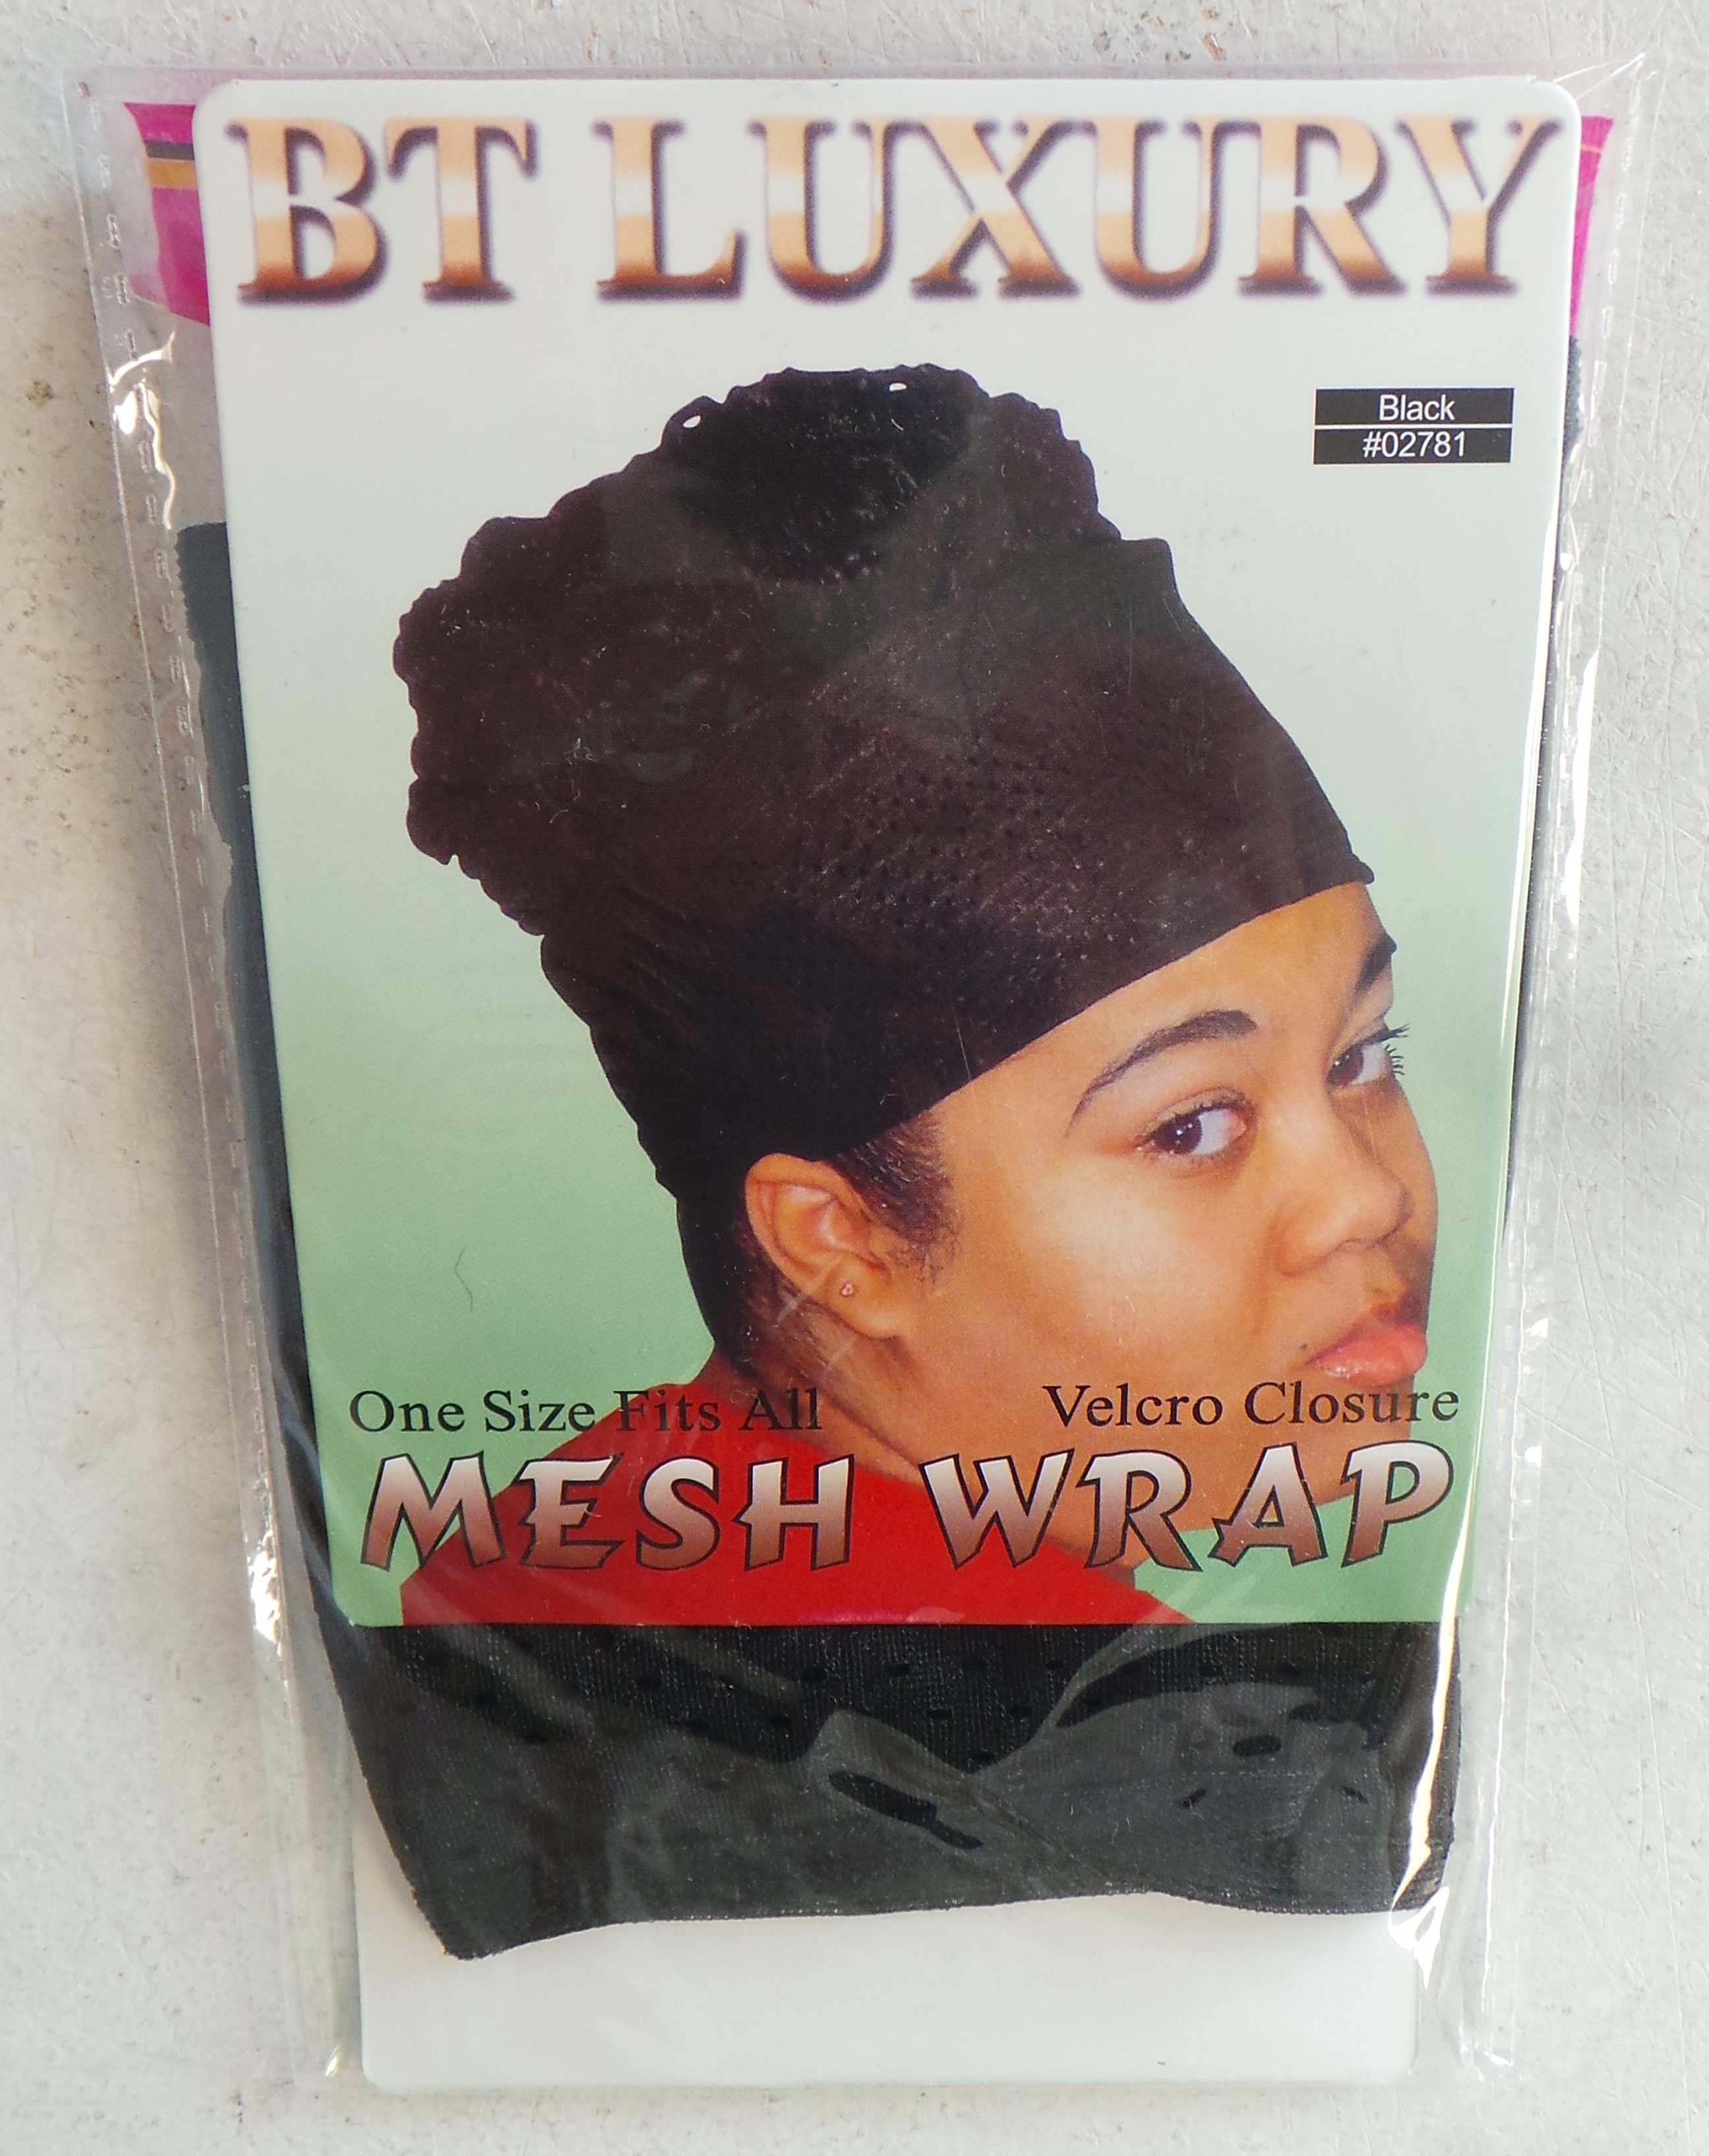 BT LUXURY
Black
#02781
One Size Fits All
Velcro Closure
MESH WRAP